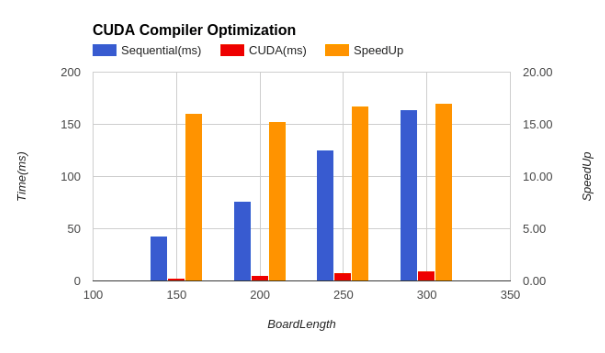 CUDA Compiler Optimization
Sequential(ms) CUDA(ms) SpeedUp
200 20.00
150 15.00
100 10.00
50 5.00
0 0.00
100 150 200 250 300 350
Time(ms)
SpeedUp
BoardLength